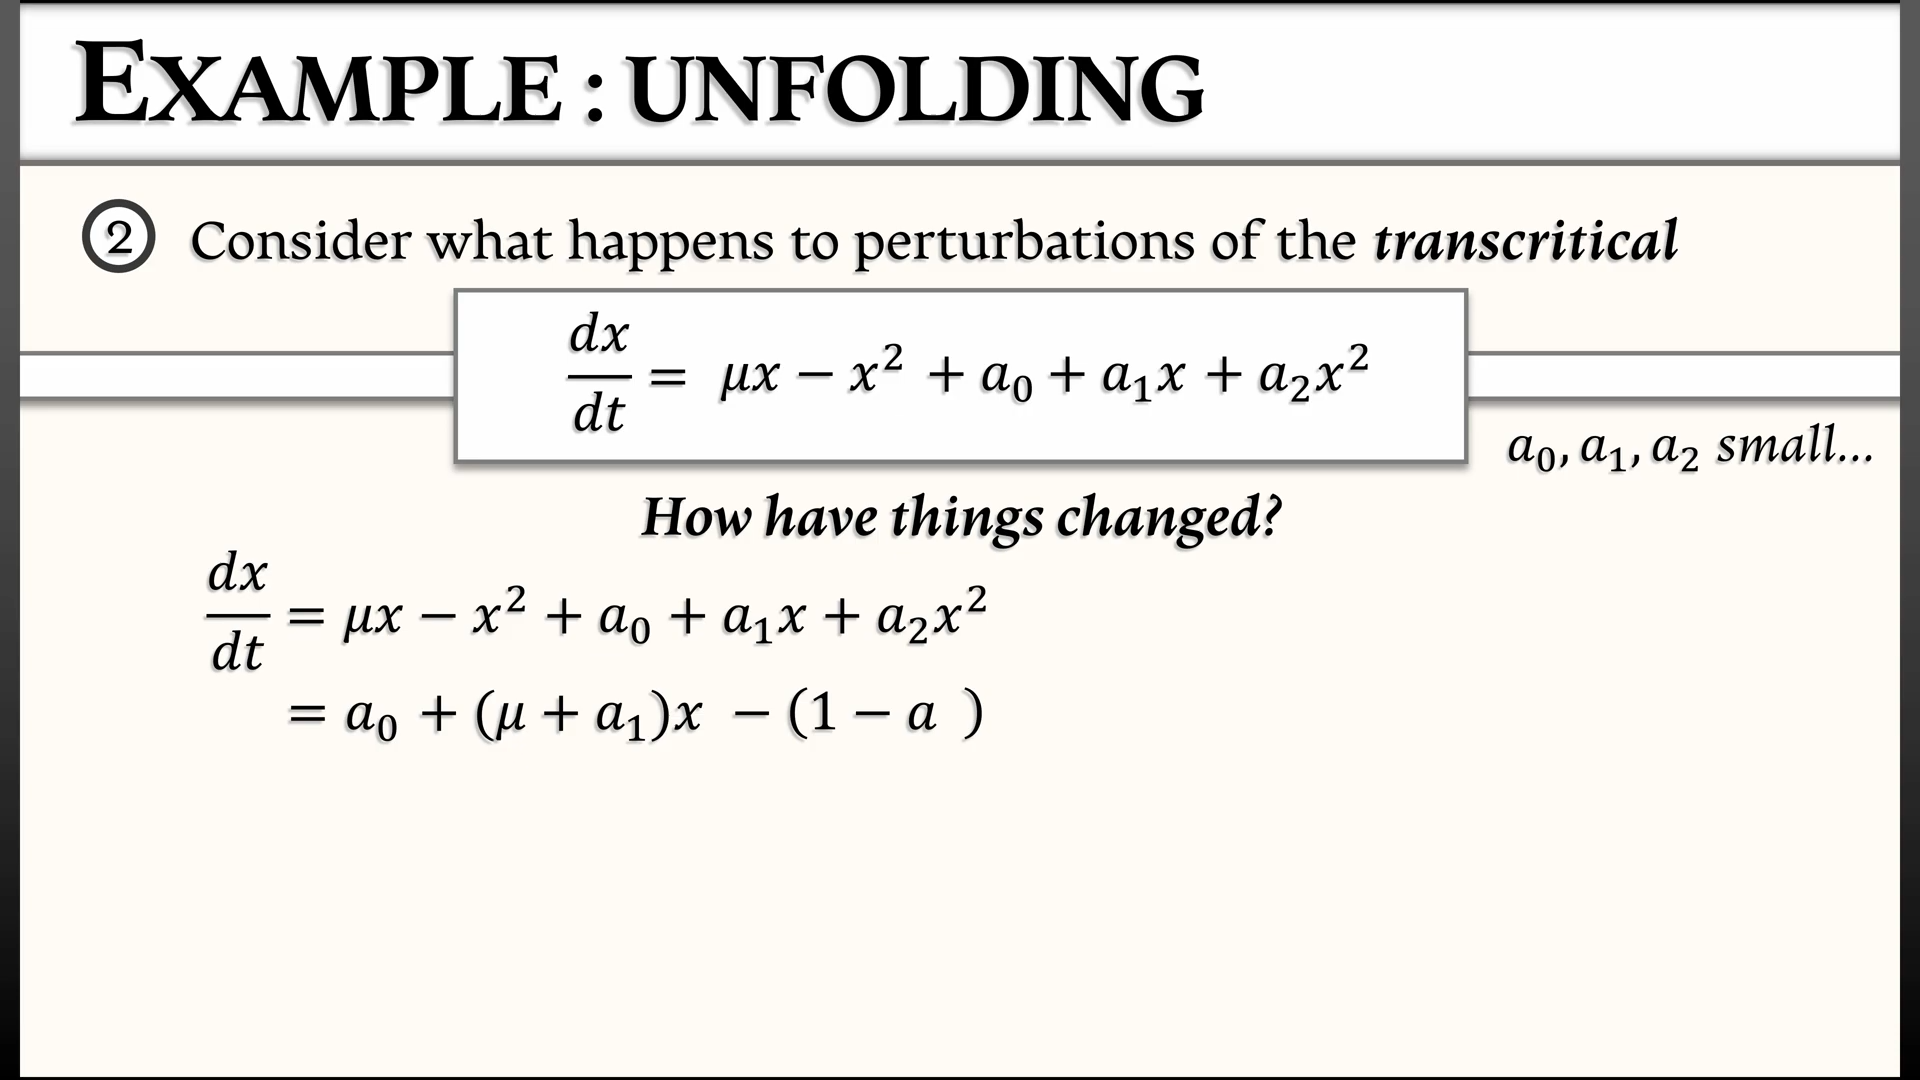 EXAMPLE : UNFOLDING
2 Consider what happens to perturbations of the transcritical
dx/dt = μx − x² + a₀ + a₁x + a₂x²
a₀, a₁, a₂ small...
How have things changed?
dx/dt = μx − x² + a₀ + a₁x + a₂x²
= a₀ + (μ + a₁)x − (1 − a )